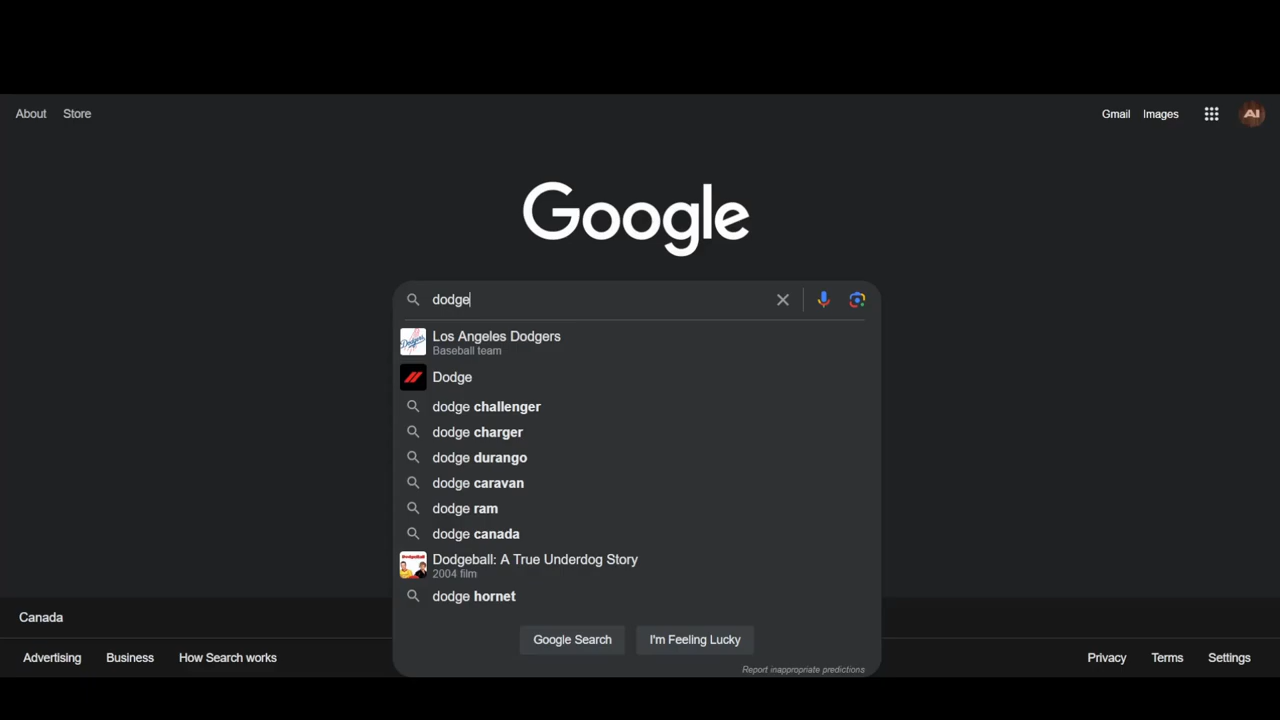 About Store
Gmail Images
AI
Google
dodge
Los Angeles Dodgers
Baseball team
Dodge
dodge challenger
dodge charger
dodge durango
dodge caravan
dodge ram
dodge canada
Dodgeball: A True Underdog Story
2004 film
dodge hornet
Google Search I'm Feeling Lucky
Report inappropriate predictions
Canada
Advertising Business How Search works
Privacy Terms Settings